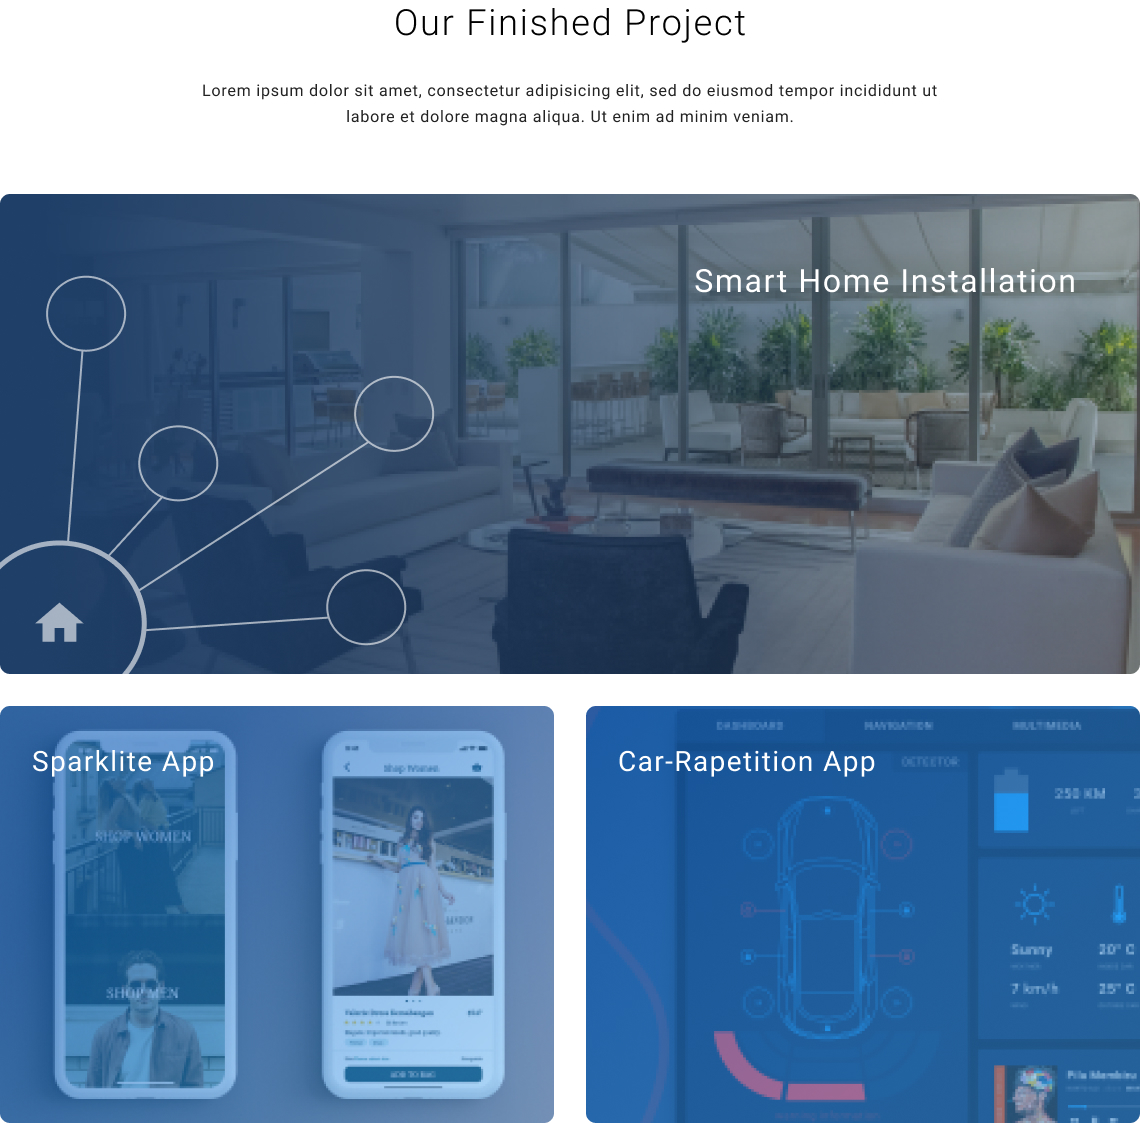 Our Finished Project
Lorem ipsum dolor sit amet, consectetur adipisicing elit, sed do eiusmod tempor incididunt ut
labore et dolore magna aliqua. Ut enim ad minim veniam.
Smart Home Installation
Sparklite App
SHOP WOMEN
SHOP MEN
Shop Women
ADD TO BAG
Car-Rapetition App
DASHBOARD
NAVIGATION
MULTIMEDIA
DETECTOR
250 KM
Sunny
20° C
7 km/h
25° C